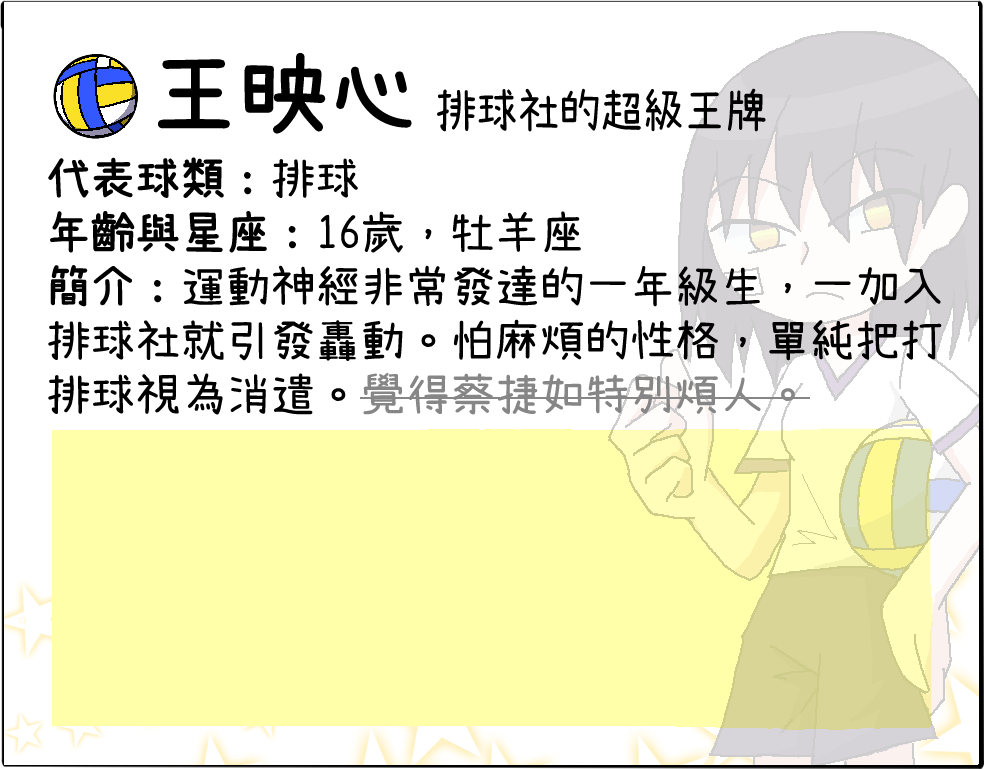 王映心 排球社的超級王牌
代表球類：排球
年齡與星座：16歲，牡羊座
簡介：運動神經非常發達的一年級生，一加入
排球社就引發轟動。怕麻煩的性格，單純把打
排球視為消遣。覺得蔡捷如特別煩人。